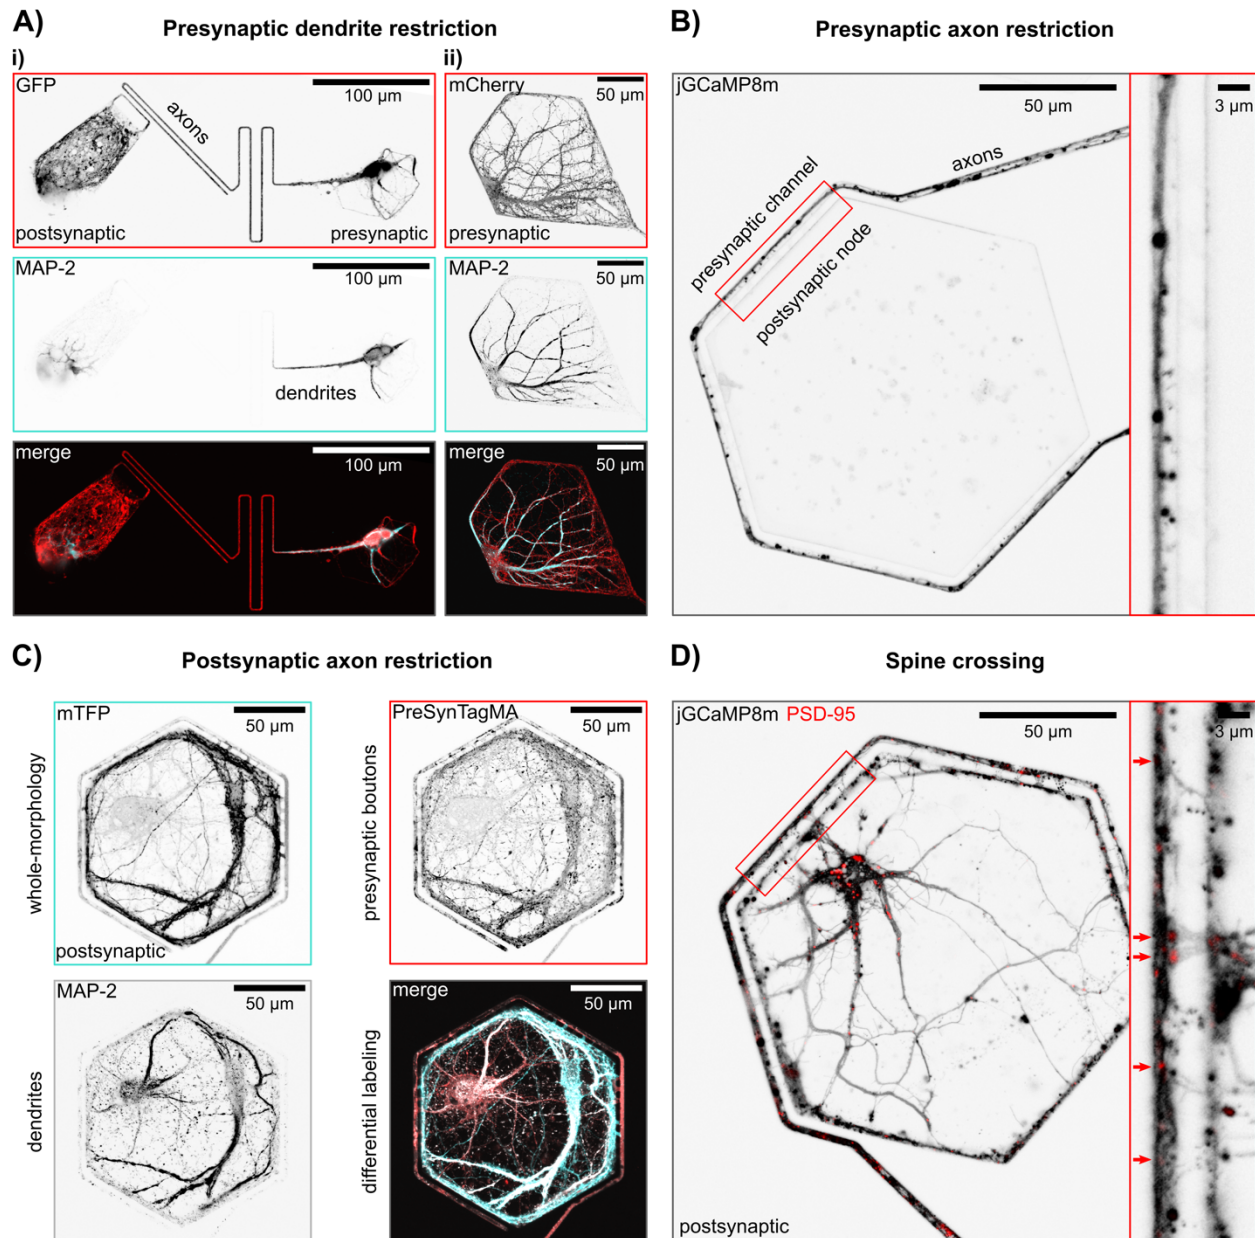 A)
Presynaptic dendrite restriction
i)
GFP
100 µm
axons
postsynaptic
presynaptic
MAP-2
100 µm
dendrites
merge
100 µm
ii)
mCherry
50 µm
presynaptic
MAP-2
50 µm
merge
50 µm
B)
Presynaptic axon restriction
jGCaMP8m
50 µm
3 µm
axons
presynaptic channel
postsynaptic node
C)
Postsynaptic axon restriction
whole-morphology
mTFP
50 µm
postsynaptic
presynaptic boutons
PreSynTagMA
50 µm
dendrites
MAP-2
50 µm
differential labeling
merge
50 µm
D)
Spine crossing
jGCaMP8m PSD-95
50 µm
3 µm
postsynaptic